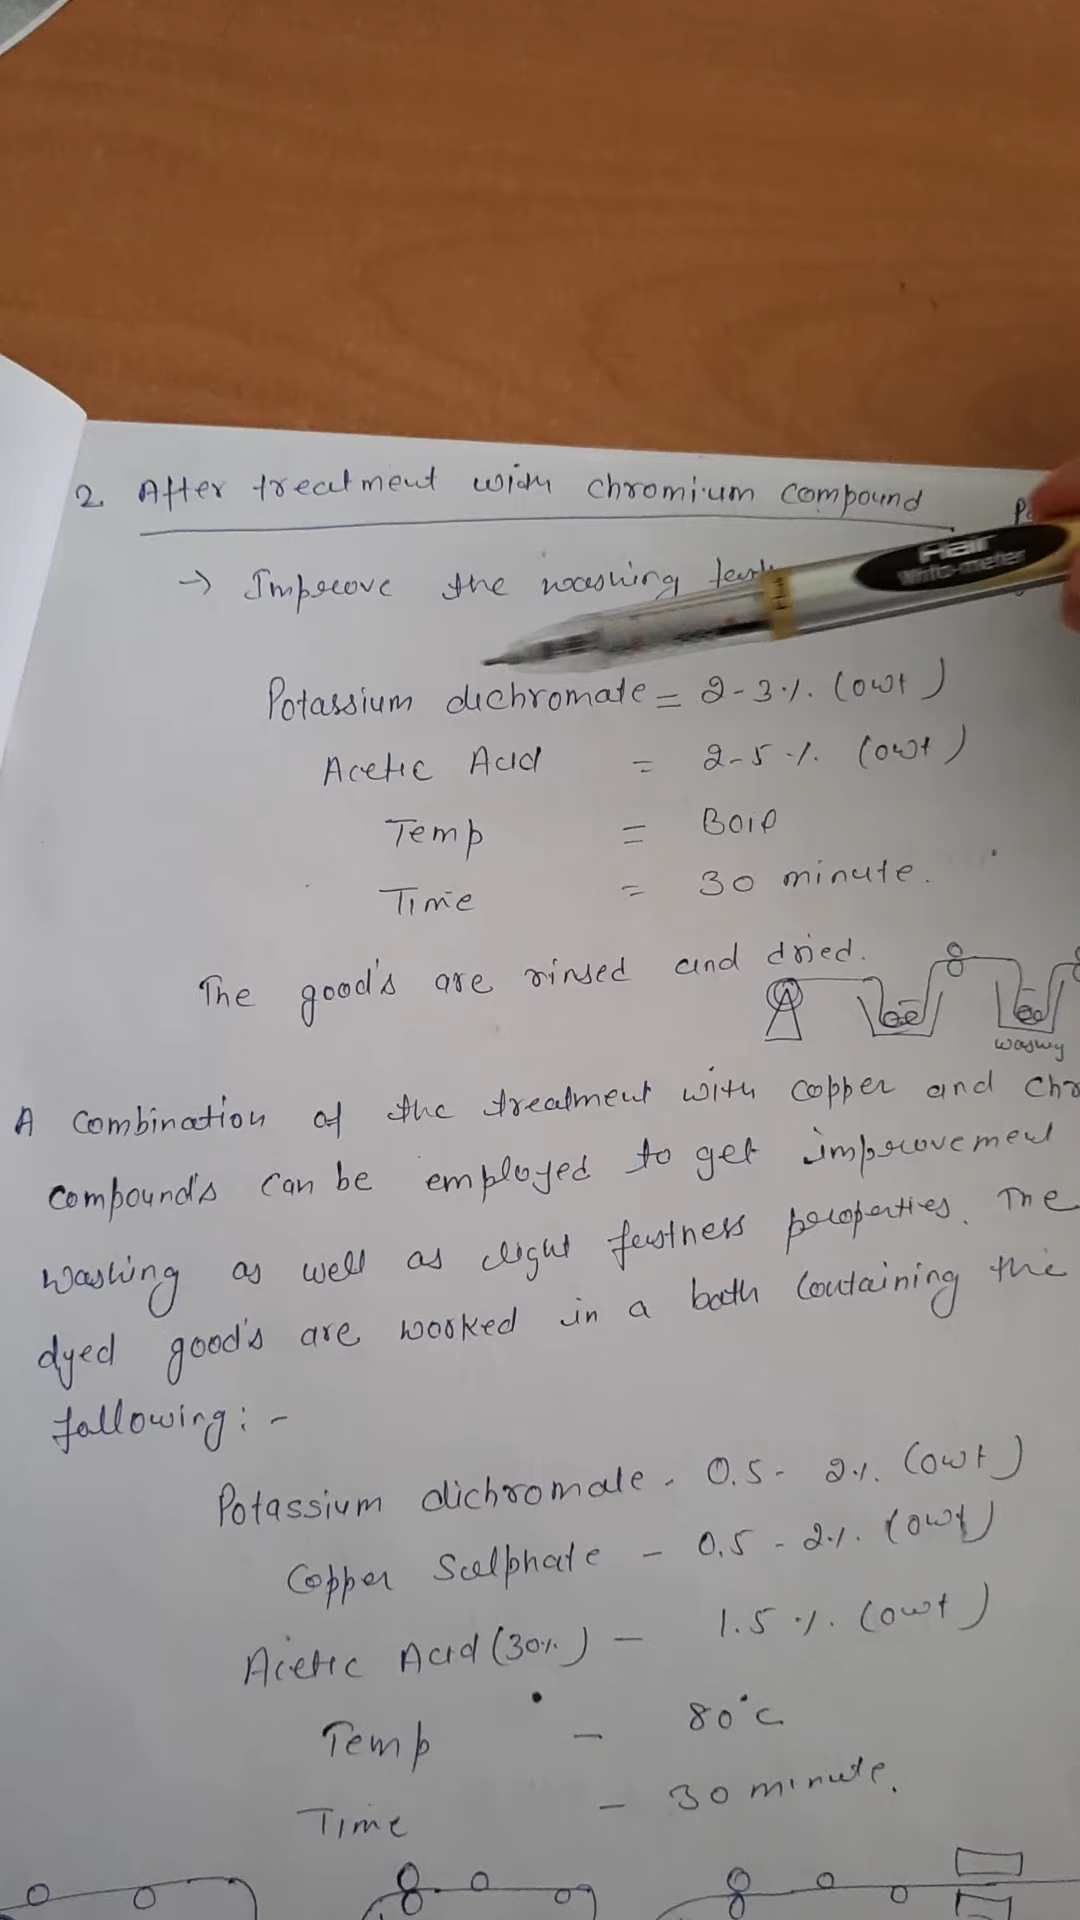 2. After treatment with chromium compound
→ Improve the washing
Flair
Writo-meter
Potassium dichromate = 2-3%. (owt)
Acetic Acid = 2-5 %. (owt)
Temp = Boil
Time = 30 minute.
The good's are rinsed and dried.
A combination of the treatment with copper and
compound's can be employed to get improvement
washing as well as light fastness properties. The
dyed good's are worked in a bath containing the
following:-
Potassium dichromate - 0.5 - 2%. (owt)
Copper Sulphate - 0.5 - 2%. (owt)
Acetic Acid (30%) - 1.5 %. (owt)
Temp - 80°C
Time - 30 minute.